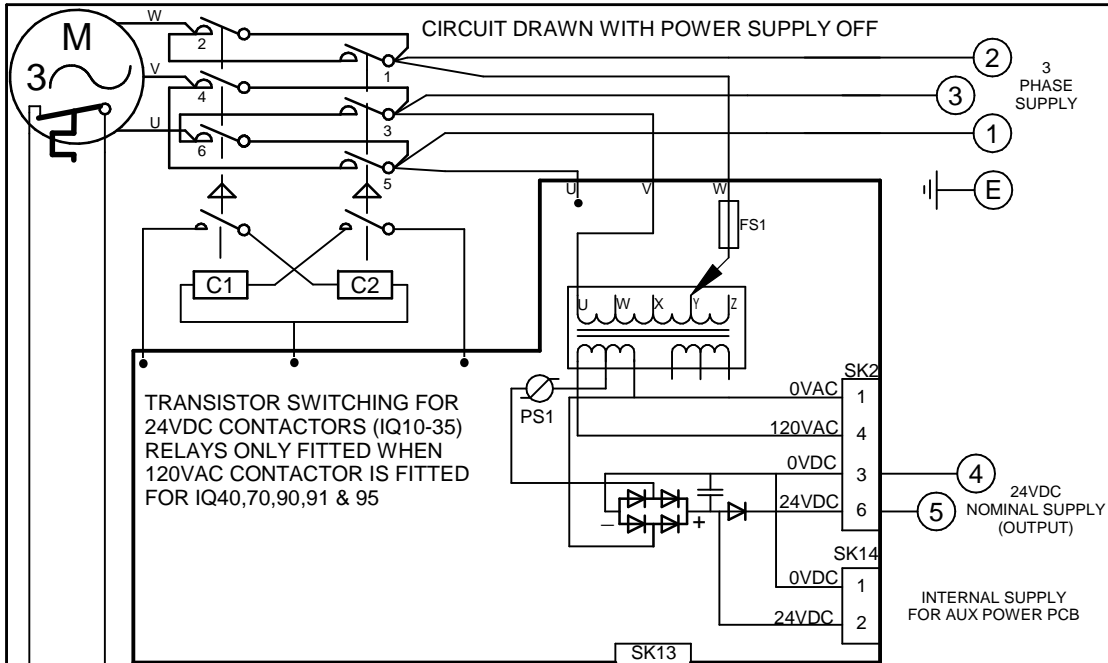 CIRCUIT DRAWN WITH POWER SUPPLY OFF
W
M
3
V
U
2
4
6
1
3
5
2
3
1
E
3
PHASE
SUPPLY
C1
C2
U
V
W
FS1
U
W
X
Y
Z
PS1
TRANSISTOR SWITCHING FOR
24VDC CONTACTORS (IQ10-35)
RELAYS ONLY FITTED WHEN
120VAC CONTACTOR IS FITTED
FOR IQ40,70,90,91 & 95
SK2
0VAC 1
120VAC 4
0VDC 3
24VDC 6
– +
4
5
24VDC
NOMINAL SUPPLY
(OUTPUT)
SK14
0VDC 1
24VDC 2
INTERNAL SUPPLY
FOR AUX POWER PCB
SK13